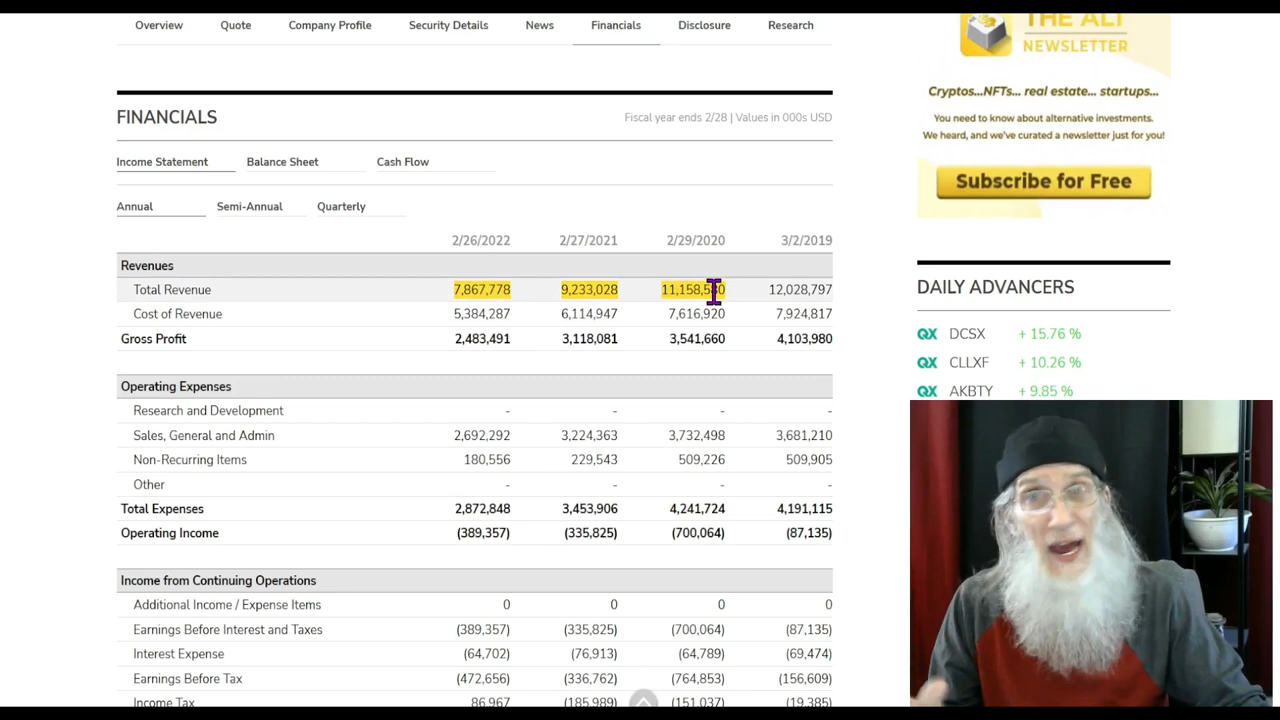 Overview Quote Company Profile Security Details News Financials Disclosure Research
THE ALT
NEWSLETTER
Cryptos...NFTs... real estate... startups...
You need to know about alternative investments.
We heard, and we've curated a newsletter just for you!
Subscribe for Free
FINANCIALS Fiscal year ends 2/28 | Values in 000s USD
Income Statement Balance Sheet Cash Flow
Annual Semi-Annual Quarterly
2/26/2022 2/27/2021 2/29/2020 3/2/2019
Revenues
Total Revenue 7,867,778 9,233,028 12,028,797
Cost of Revenue 5,384,287 6,114,947 7,616,920 7,924,817
Gross Profit 2,483,491 3,118,081 3,541,660 4,103,980
Operating Expenses
Research and Development - - - -
Sales, General and Admin 2,692,292 3,224,363 3,732,498 3,681,210
Non-Recurring Items 180,556 229,543 509,226 509,905
Other - - - -
Total Expenses 2,872,848 3,453,906 4,241,724 4,191,115
Operating Income (389,357) (335,825) (700,064) (87,135)
Income from Continuing Operations
Additional Income / Expense Items 0 0 0 0
Earnings Before Interest and Taxes (389,357) (335,825) (700,064) (87,135)
Interest Expense (64,702) (76,913) (64,789) (69,474)
Earnings Before Tax (472,656) (336,762) (764,853) (156,609)
Income Tax 86,967 (185,989) (151,037) (19,385)
DAILY ADVANCERS
QX DCSX + 15.76 %
QX CLLXF + 10.26 %
QX AKBTY + 9.85 %